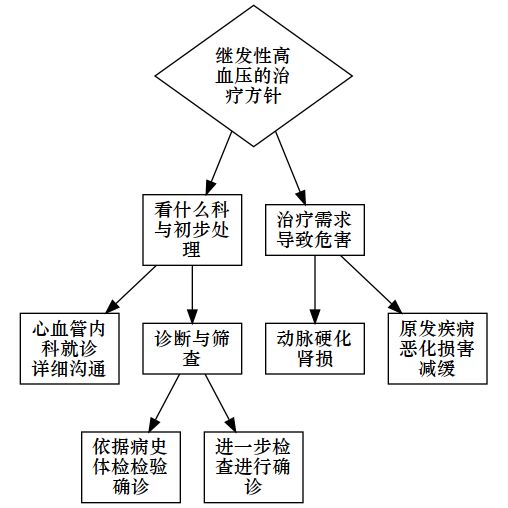 继发性高
血压的治
疗方针
看什么科
与初步处
理
治疗需求
导致危害
心血管内
科就诊
详细沟通
诊断与筛
查
动脉硬化
肾损
原发疾病
恶化损害
减缓
依据病史
体检检验
确诊
进一步检
查进行确
诊